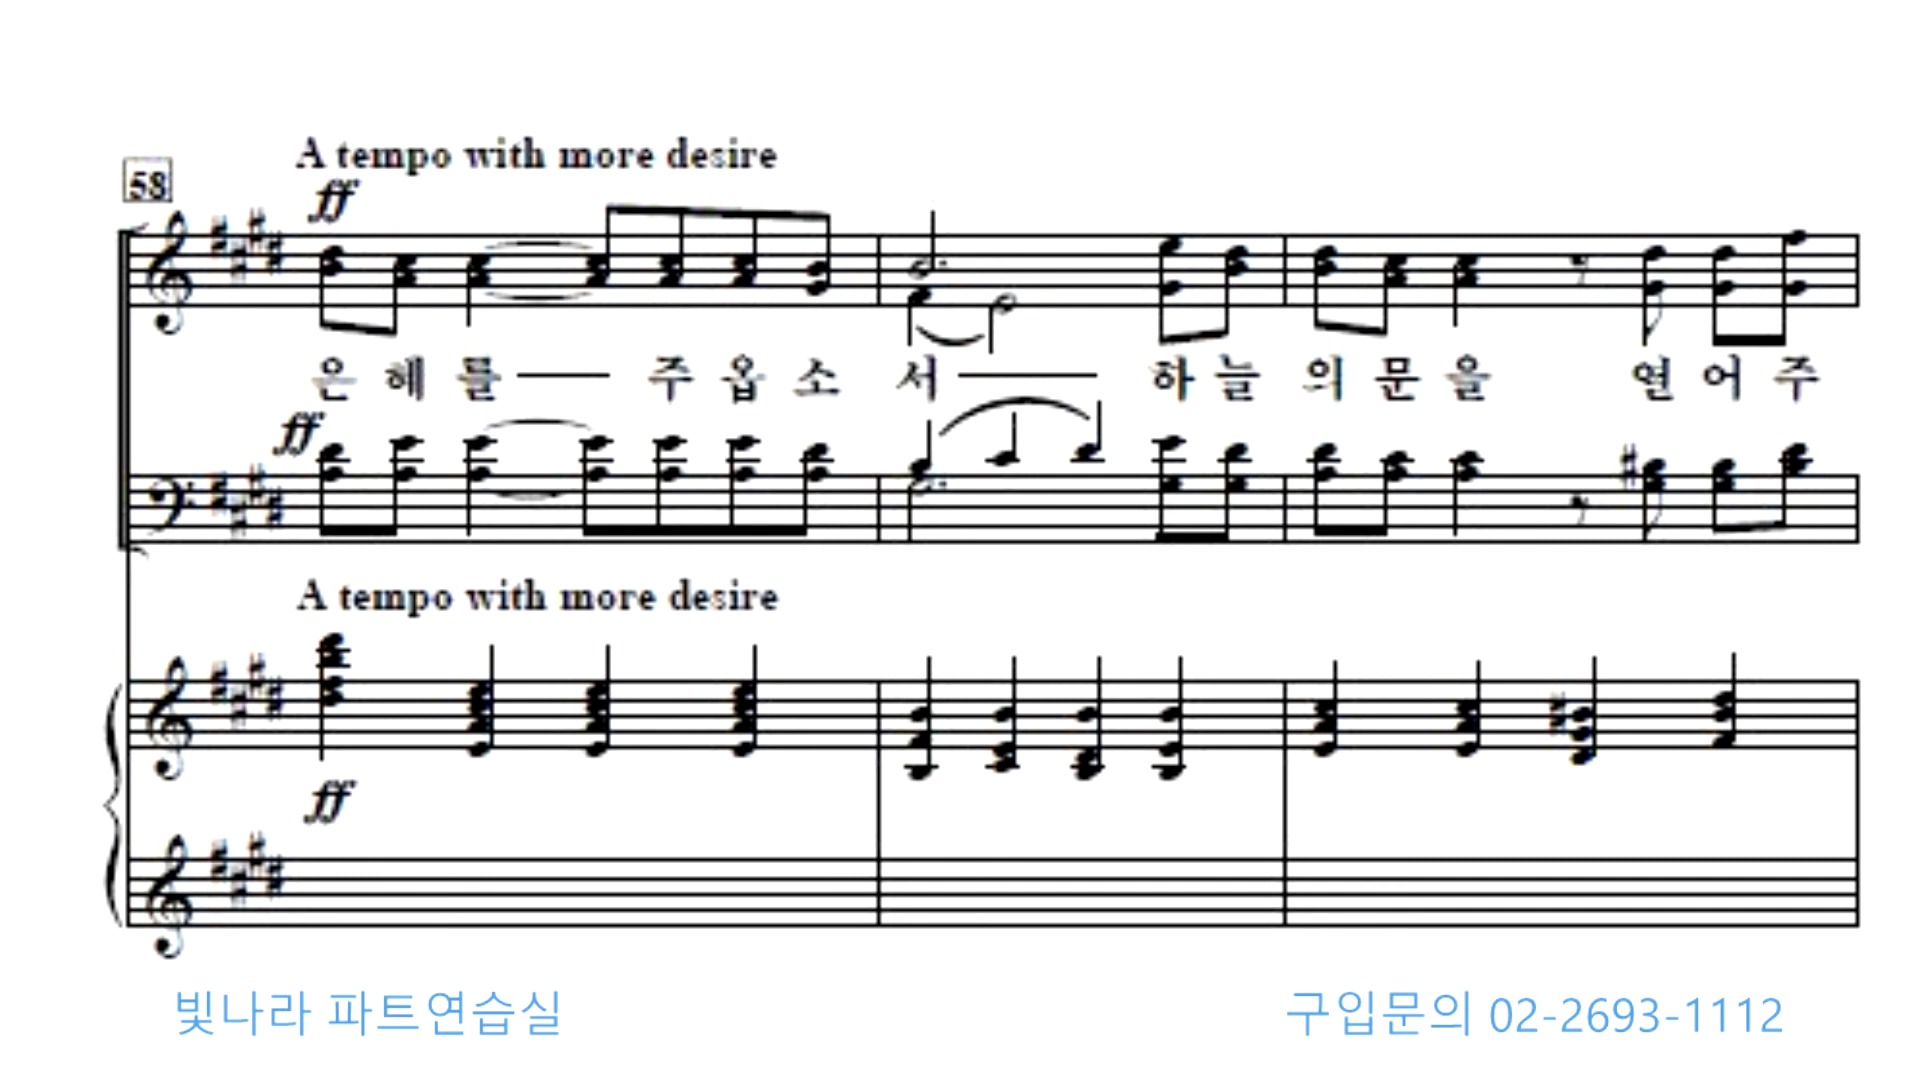 A tempo with more desire
58
ff
은 혜 를 주 옵 소 서 하 늘 의 문 을 연 어 주
ff
A tempo with more desire
ff
빛나라 파트연습실
구입문의 02-2693-1112